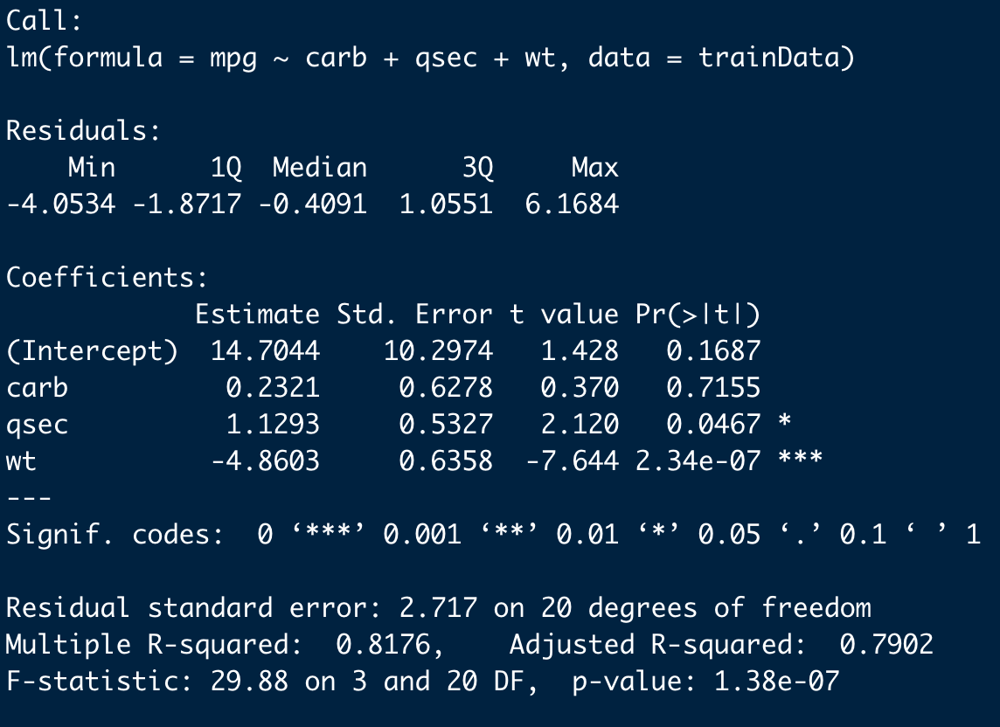 Call:
lm(formula = mpg ~ carb + qsec + wt, data = trainData)
Residuals:
    Min      1Q  Median      3Q     Max
-4.0534 -1.8717 -0.4091  1.0551  6.1684
Coefficients:
            Estimate Std. Error t value Pr(>|t|)
(Intercept)  14.7044    10.2974   1.428   0.1687
carb          0.2321     0.6278   0.370   0.7155
qsec          1.1293     0.5327   2.120   0.0467 *
wt           -4.8603     0.6358  -7.644 2.34e-07 ***
---
Signif. codes:  0 ‘***’ 0.001 ‘**’ 0.01 ‘*’ 0.05 ‘.’ 0.1 ‘ ’ 1
Residual standard error: 2.717 on 20 degrees of freedom
Multiple R-squared:  0.8176,    Adjusted R-squared:  0.7902
F-statistic: 29.88 on 3 and 20 DF,  p-value: 1.38e-07